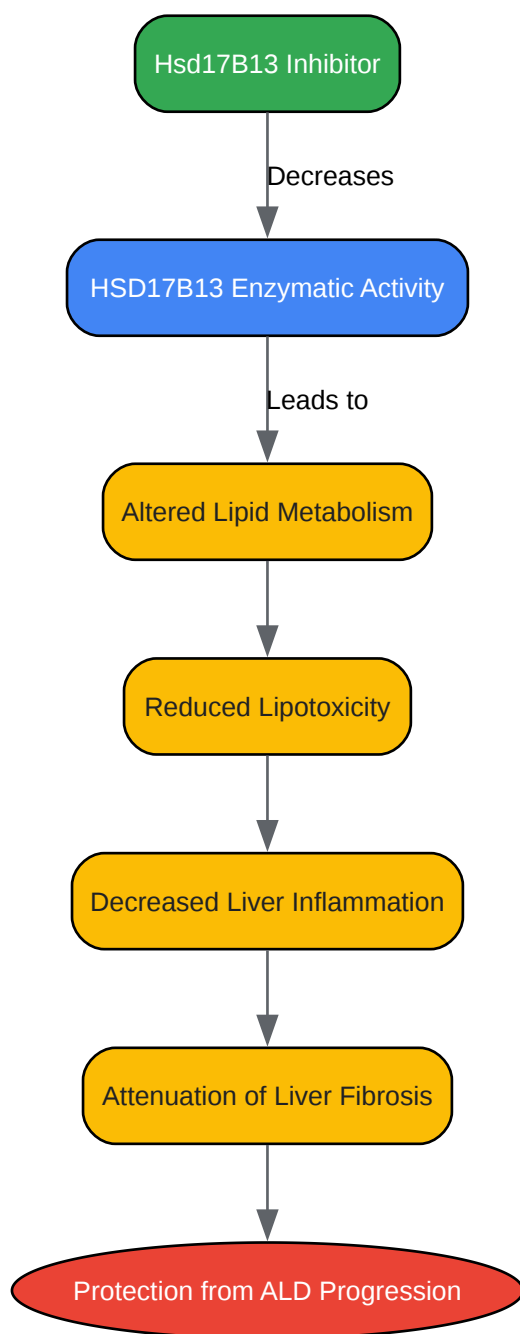 Hsd17B13 Inhibitor
Decreases
HSD17B13 Enzymatic Activity
Leads to
Altered Lipid Metabolism
Reduced Lipotoxicity
Decreased Liver Inflammation
Attenuation of Liver Fibrosis
Protection from ALD Progression